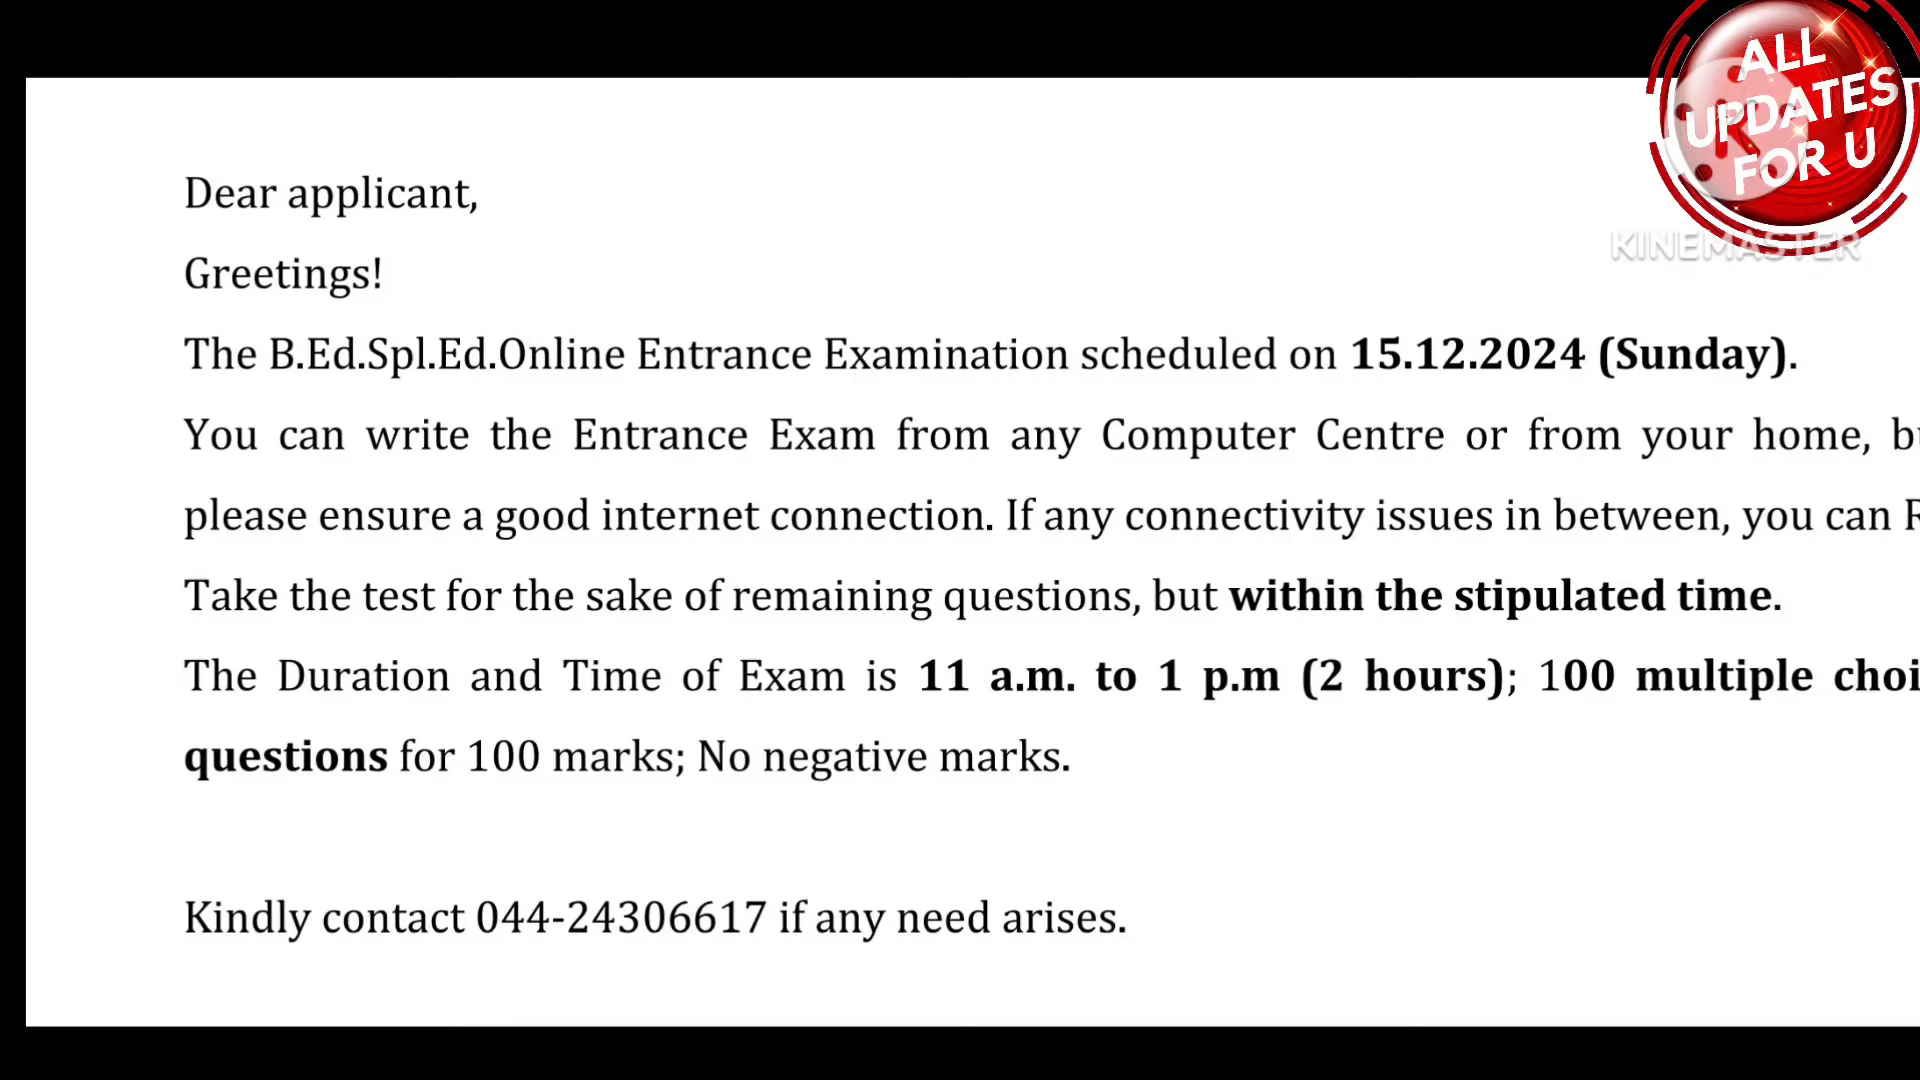 ALL
UPDATES
FOR U
KINEMASTER
Dear applicant,
Greetings!
The B.Ed.Spl.Ed.Online Entrance Examination scheduled on 15.12.2024 (Sunday).
You can write the Entrance Exam from any Computer Centre or from your home,
please ensure a good internet connection. If any connectivity issues in between, you can
Take the test for the sake of remaining questions, but within the stipulated time.
The Duration and Time of Exam is 11 a.m. to 1 p.m (2 hours); 100 multiple choi
questions for 100 marks; No negative marks.
Kindly contact 044-24306617 if any need arises.